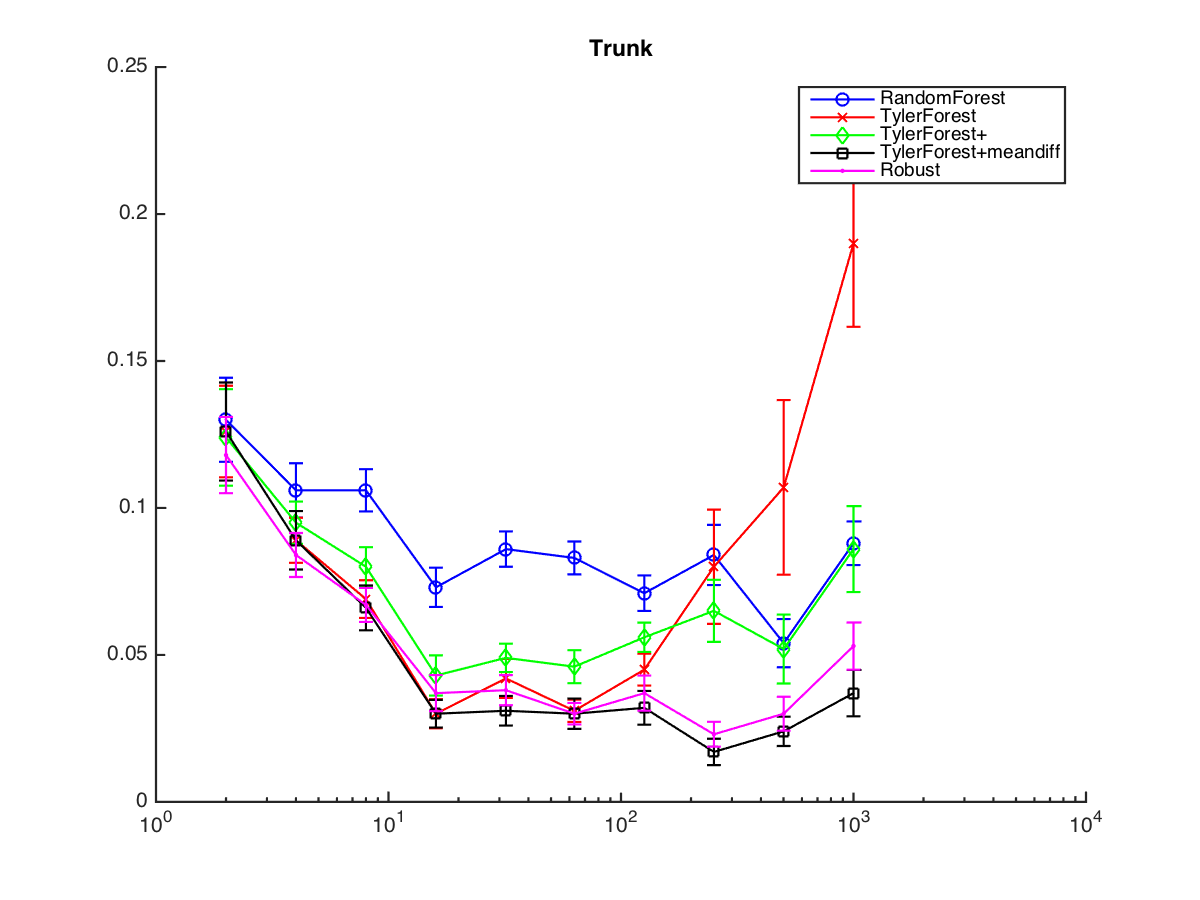 Trunk
0.25
RandomForest
TylerForest
TylerForest+
TylerForest+meandiff
Robust
0.2
0.15
0.1
0.05
0
10^0 10^1 10^2 10^3 10^4